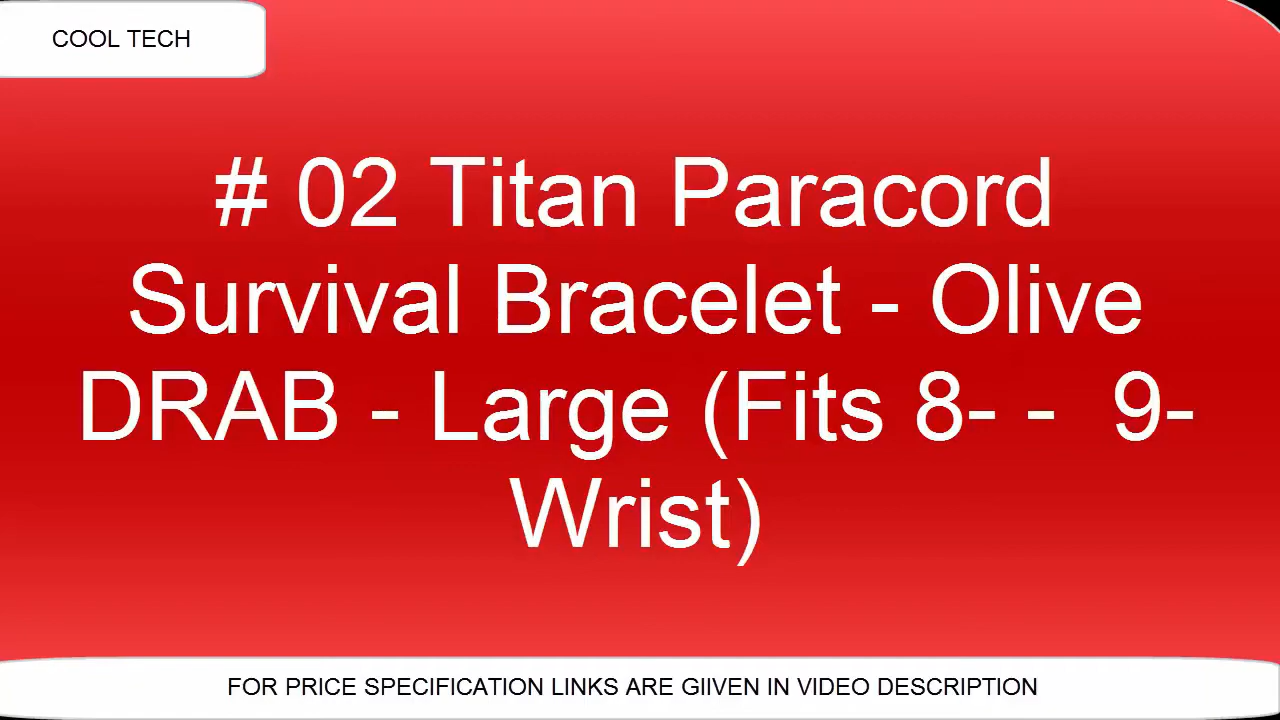 COOL TECH
# 02 Titan Paracord
Survival Bracelet - Olive
DRAB - Large (Fits 8- -  9-
Wrist)
FOR PRICE SPECIFICATION LINKS ARE GIIVEN IN VIDEO DESCRIPTION